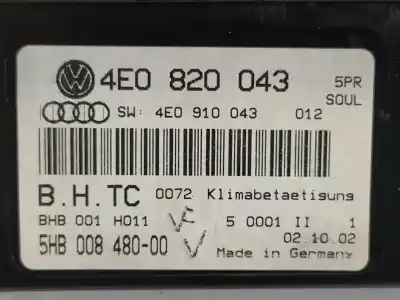 4E0 820 043 5PR
SOUL
SW: 4E0 910 043 012
B.H.TC 0072 Klimabetaetisuns
BHB 001 H011 5 0001 II 1
5HB 008 480-00 02.10.02
Made in Germany